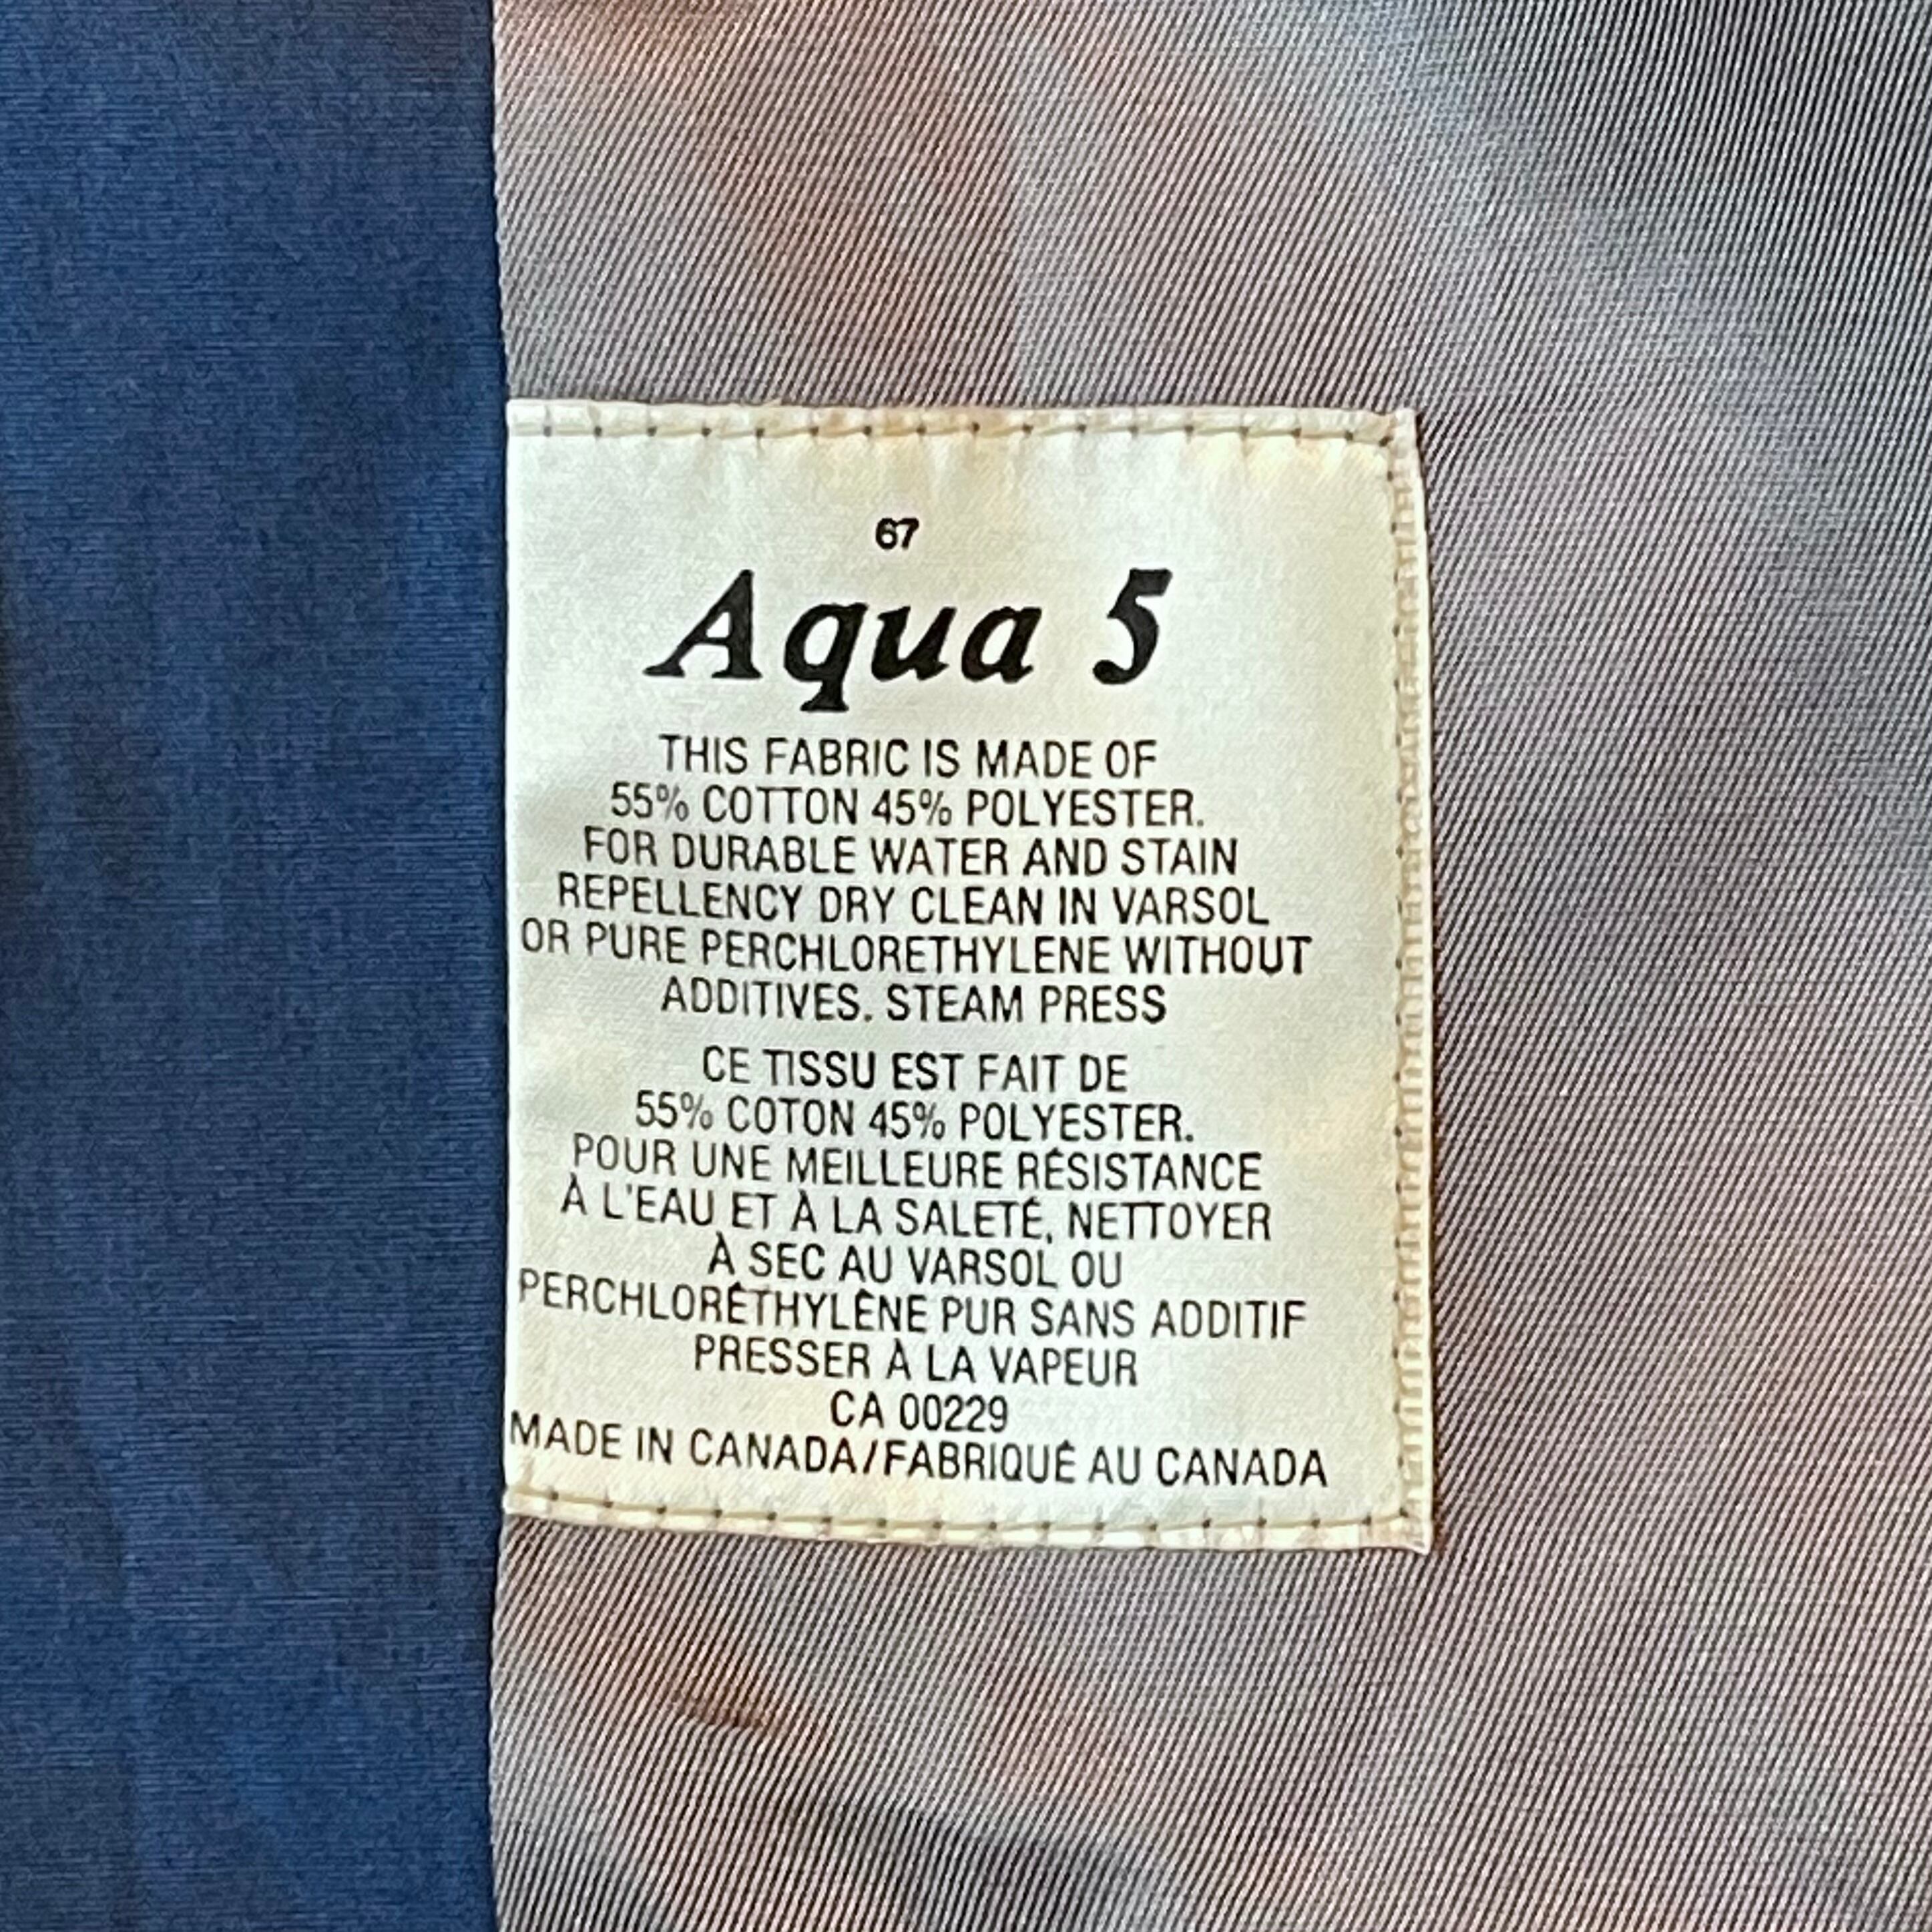 67
Aqua 5
THIS FABRIC IS MADE OF
55% COTTON 45% POLYESTER.
FOR DURABLE WATER AND STAIN
REPELLENCY DRY CLEAN IN VARSOL
OR PURE PERCHLORETHYLENE WITHOUT
ADDITIVES. STEAM PRESS
CE TISSU EST FAIT DE
55% COTON 45% POLYESTER.
POUR UNE MEILLEURE RÉSISTANCE
À L'EAU ET À LA SALETÉ, NETTOYER
À SEC AU VARSOL OU
PERCHLORÉTHYLÈNE PUR SANS ADDITIF
PRESSER À LA VAPEUR
CA 00229
MADE IN CANADA/FABRIQUÉ AU CANADA